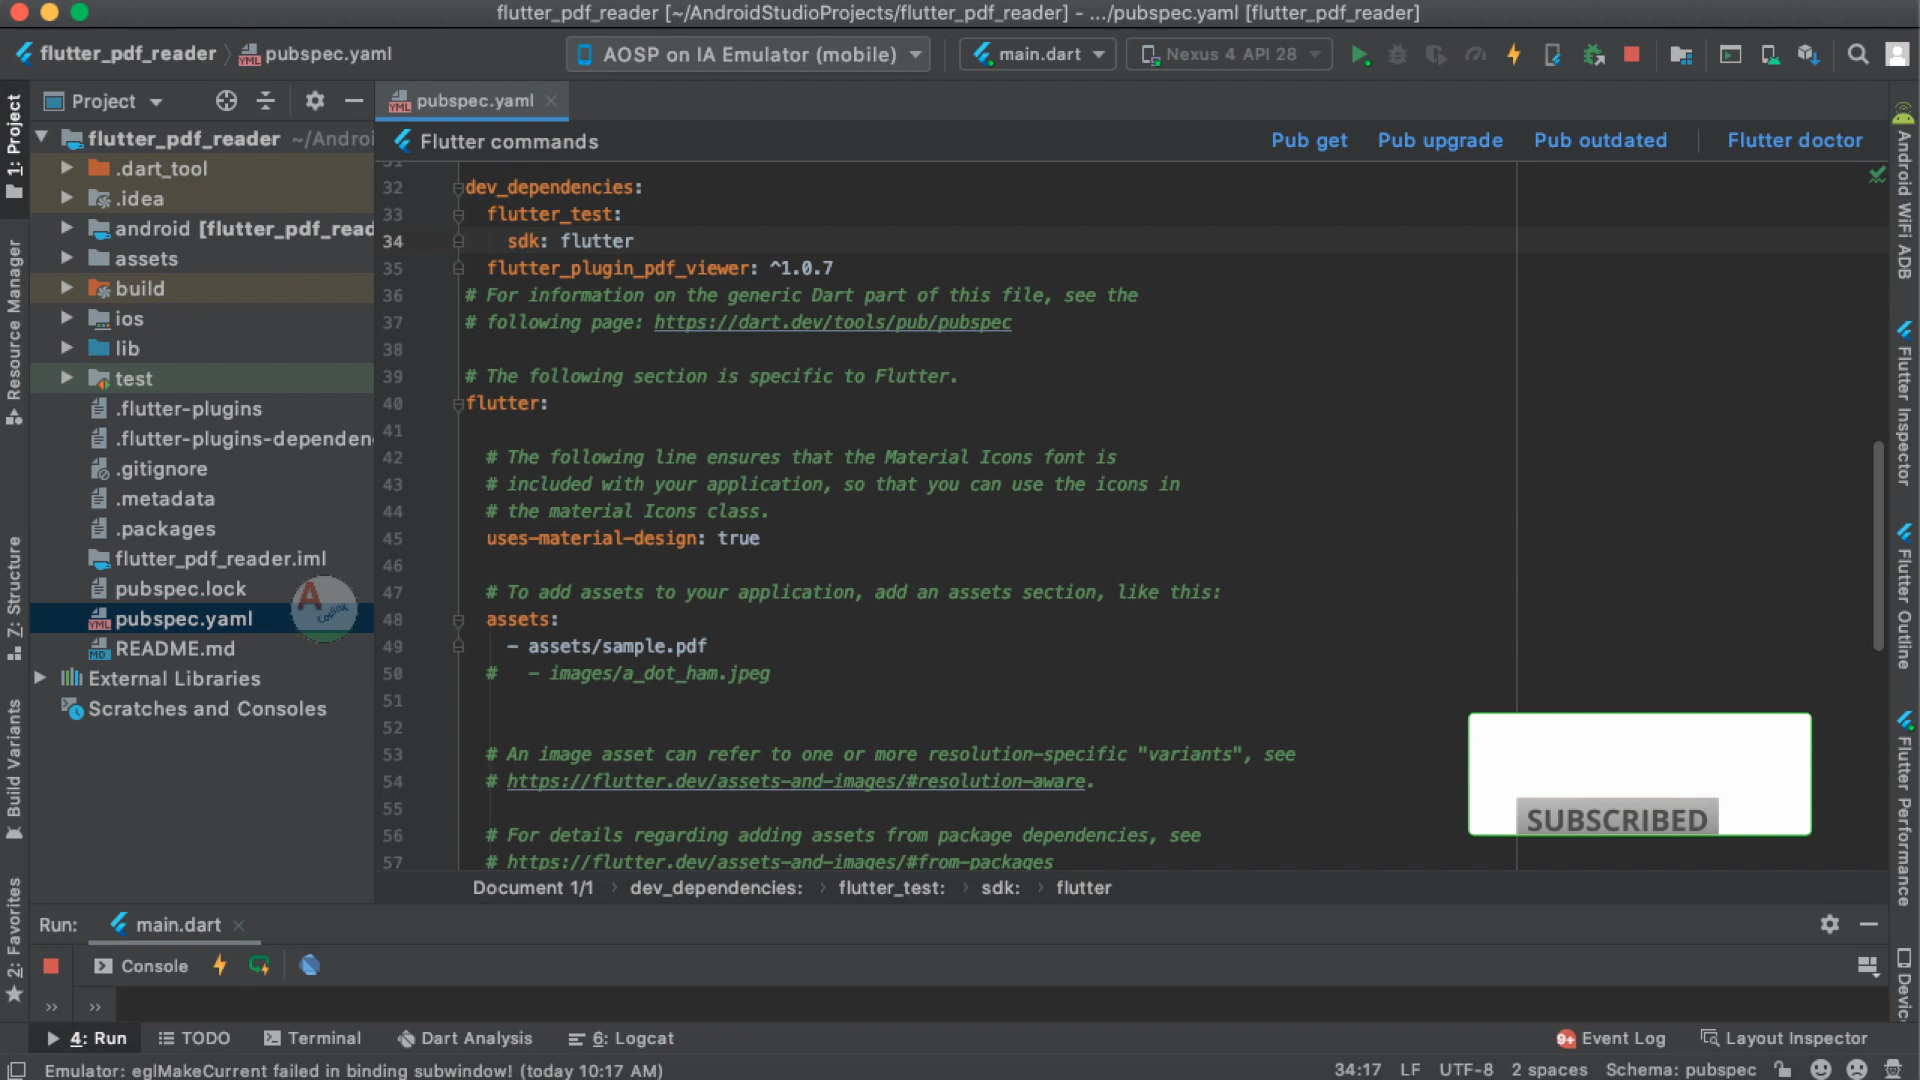 flutter_pdf_reader [~/AndroidStudioProjects/flutter_pdf_reader] - .../pubspec.yaml [flutter_pdf_reader]
flutter_pdf_reader
pubspec.yaml
AOSP on IA Emulator (mobile)
main.dart
Nexus 4 API 28
Project
pubspec.yaml
Flutter commands
Pub get
Pub upgrade
Pub outdated
Flutter doctor
1: Project
Resource Manager
7: Structure
Build Variants
2: Favorites
flutter_pdf_reader ~/Androi
.dart_tool
.idea
android [flutter_pdf_read
assets
build
ios
lib
test
.flutter-plugins
.flutter-plugins-dependen
.gitignore
.metadata
.packages
flutter_pdf_reader.iml
pubspec.lock
pubspec.yaml
README.md
External Libraries
Scratches and Consoles
A
Coding
31
32 dev_dependencies:
33 flutter_test:
34 sdk: flutter
35 flutter_plugin_pdf_viewer: ^1.0.7
36 # For information on the generic Dart part of this file, see the
37 # following page: https://dart.dev/tools/pub/pubspec
38
39 # The following section is specific to Flutter.
40 flutter:
41
42 # The following line ensures that the Material Icons font is
43 # included with your application, so that you can use the icons in
44 # the material Icons class.
45 uses-material-design: true
46
47 # To add assets to your application, add an assets section, like this:
48 assets:
49 - assets/sample.pdf
50 # - images/a_dot_ham.jpeg
51
52
53 # An image asset can refer to one or more resolution-specific "variants", see
54 # https://flutter.dev/assets-and-images/#resolution-aware.
55
56 # For details regarding adding assets from package dependencies, see
57 # https://flutter.dev/assets-and-images/#from-packages
SUBSCRIBED
Document 1/1 › dev_dependencies: › flutter_test: › sdk: › flutter
Android WiFi ADB
Flutter Inspector
Flutter Outline
Flutter Performance
Devic
Run:
main.dart
Console
4: Run
TODO
Terminal
Dart Analysis
6: Logcat
9+ Event Log
Layout Inspector
Emulator: eglMakeCurrent failed in binding subwindow! (today 10:17 AM)
34:17 LF UTF-8 2 spaces Schema: pubspec